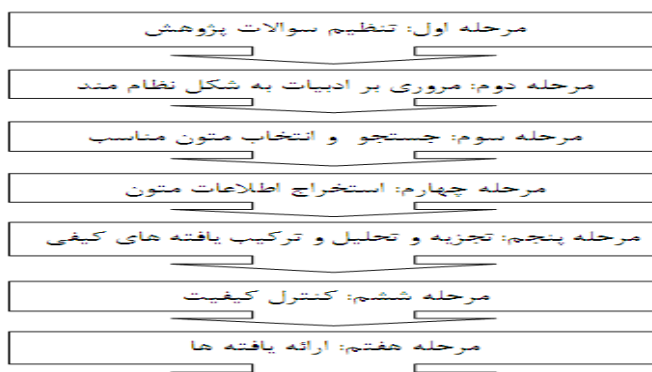 مرحله اول: تنظیم سوالات پژوهش
مرحله دوم: مروری بر ادبیات به شکل نظام مند
مرحله سوم: جستجو و انتخاب متون مناسب
مرحله چهارم: استخراج اطلاعات متون
مرحله پنجم: تجزیه و تحلیل و ترکیب یافته های کیفی
مرحله ششم: کنترل کیفیت
مرحله هفتم: ارائه یافته ها